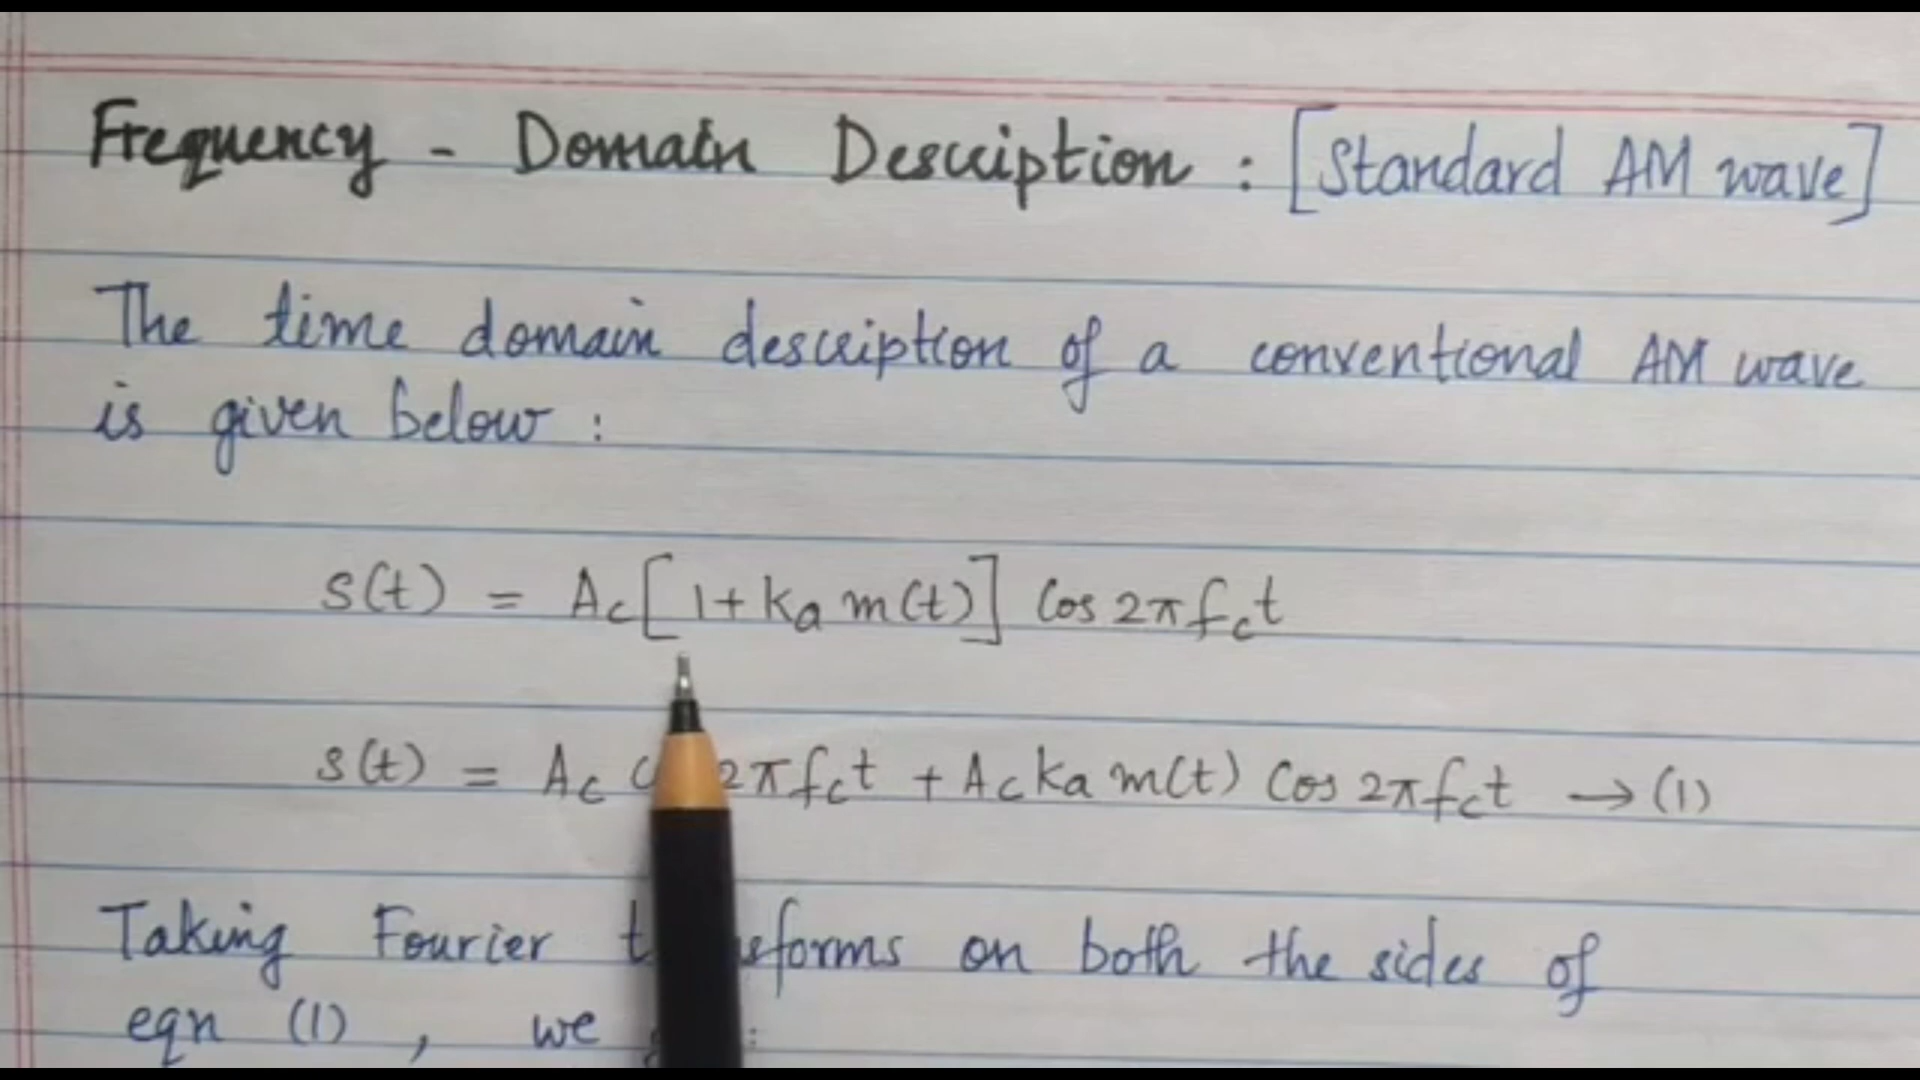 Frequency - Domain Description : [Standard AM wave]
The time domain description of a conventional AM wave
is given below :
s(t) = Ac[1+ka m(t)] Cos 2πfct
s(t) = Ac 2πfct + Acka m(t) Cos 2πfct → (1)
Taking Fourier on both the sides of
eqn (1) , we :